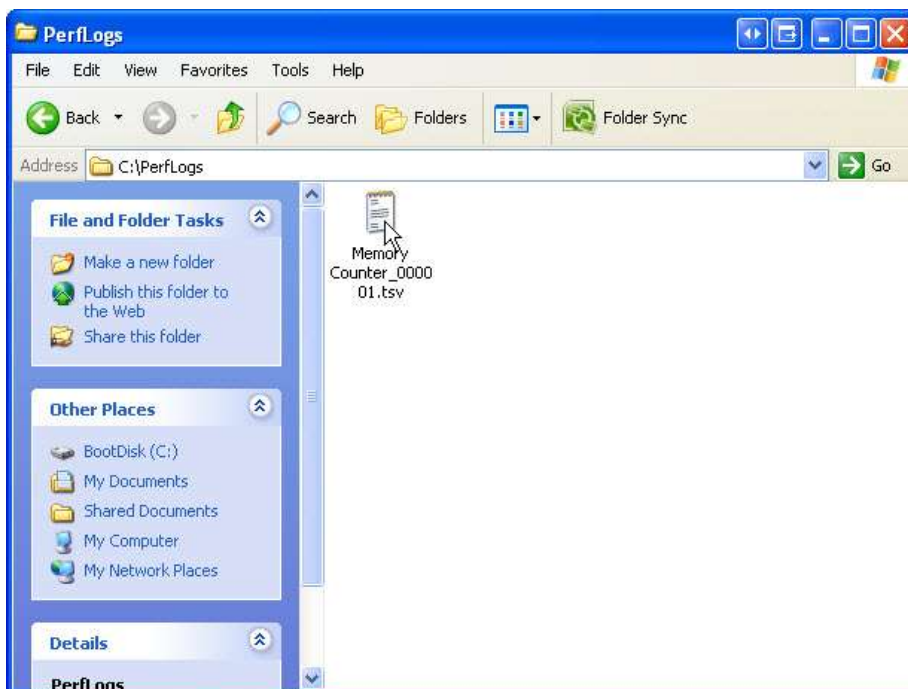 PerfLogs
File Edit View Favorites Tools Help
Back Search Folders Folder Sync
Address C:\PerfLogs Go
File and Folder Tasks
Make a new folder
Publish this folder to
the Web
Share this folder
Other Places
BootDisk (C:)
My Documents
Shared Documents
My Computer
My Network Places
Details
PerfLogs
Memory
Counter_0000
01.tsv